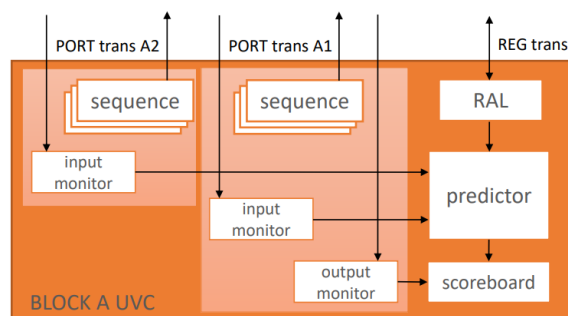 PORT trans A2
PORT trans A1
REG trans
sequence
sequence
RAL
input
monitor
predictor
input
monitor
output
monitor
scoreboard
BLOCK A UVC